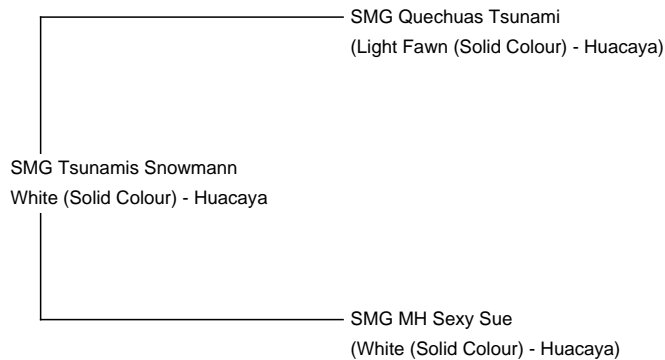 SMG Quechuas Tsunami
(Light Fawn (Solid Colour) - Huacaya)
SMG Tsunamis Snowmann
White (Solid Colour) - Huacaya
SMG MH Sexy Sue
(White (Solid Colour) - Huacaya)